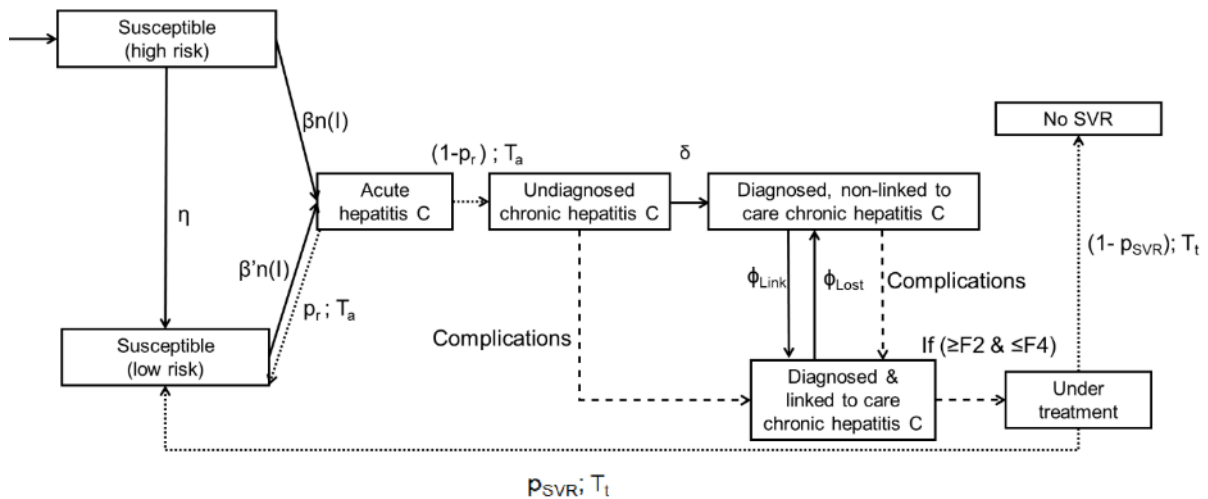 Susceptible
(high risk)
βn(I)
No SVR
(1-pr) ; Ta
δ
Acute
hepatitis C
Undiagnosed
chronic hepatitis C
Diagnosed, non-linked to
care chronic hepatitis C
η
β'n(I)
pr ; Ta
ϕLink
ϕLost
Complications
(1- pSVR); Tt
Complications
If (≥F2 & ≤F4)
Susceptible
(low risk)
Diagnosed &
linked to care
chronic hepatitis C
Under
treatment
pSVR; Tt